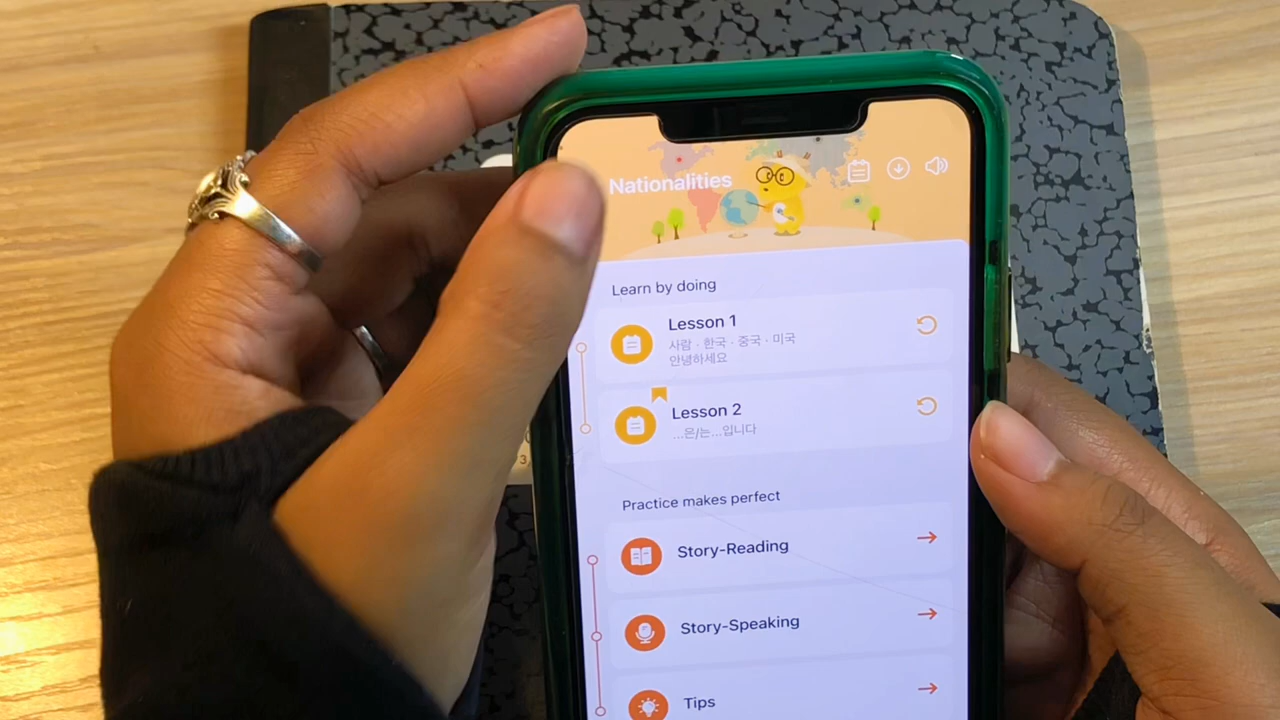 Nationalities
Learn by doing
Lesson 1
사람 · 한국 · 중국 · 미국
안녕하세요
Lesson 2
...은/는...입니다
3,
Practice makes perfect
Story-Reading
Story-Speaking
Tips